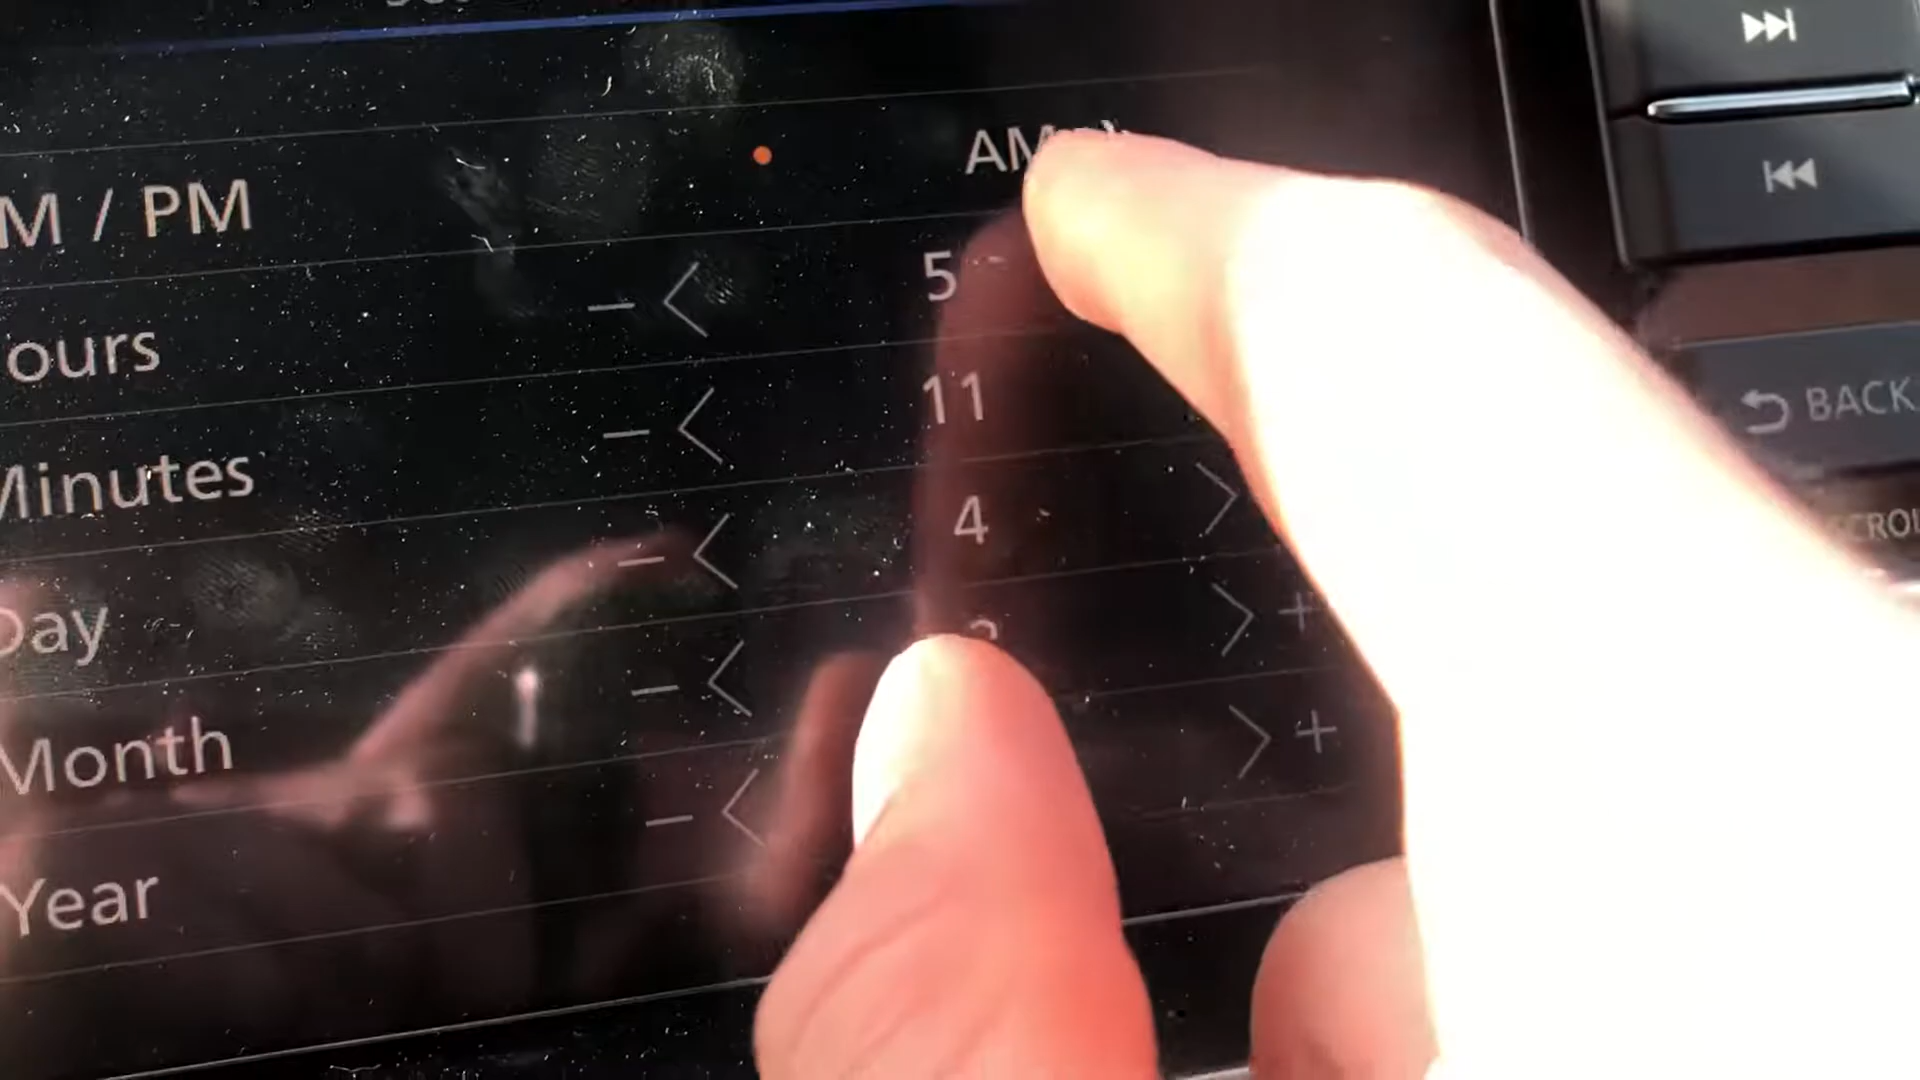 M / PM AM
ours - < 5
Minutes - < 11
Day - < 4 >
Month - < > +
Year - < > +
BACK